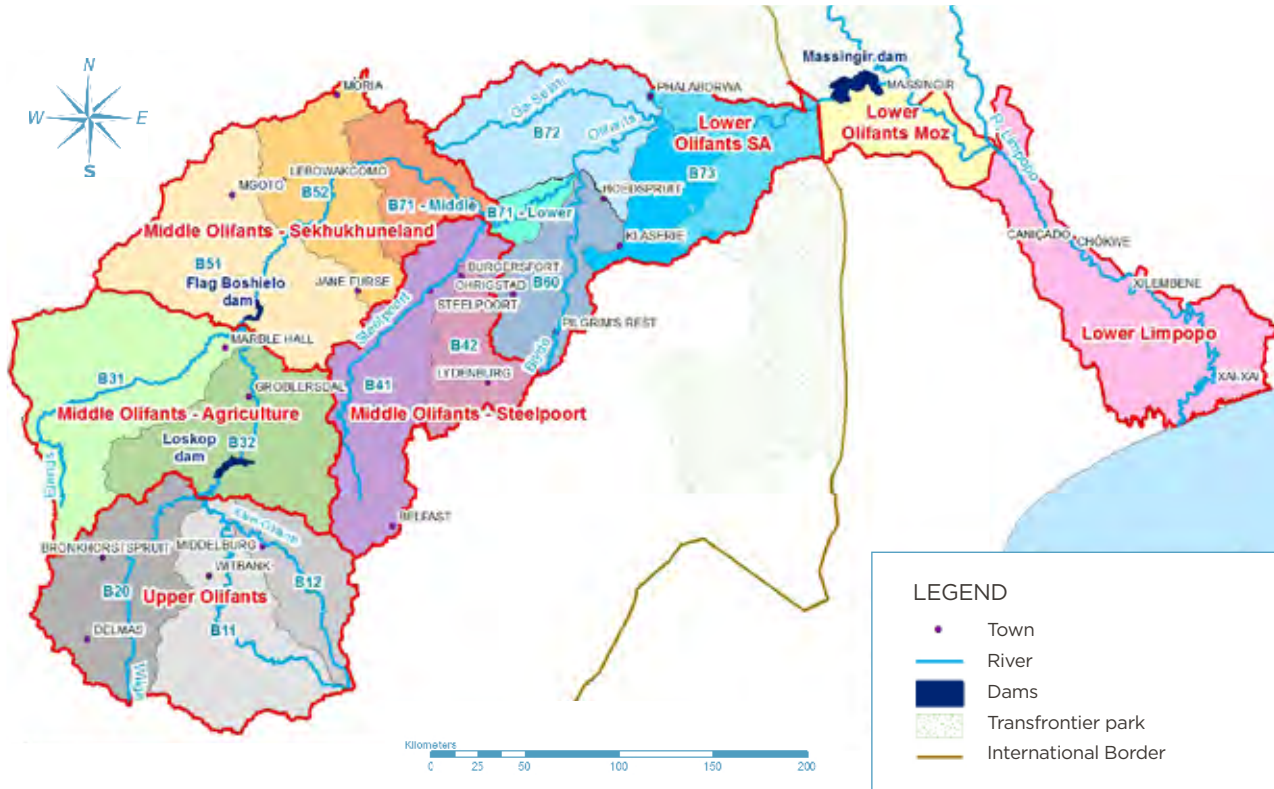 N
W
E
S
MORIA
Massingir dam
MASSINGIR
PHALABORWA
Ga-Selati
B72
Olifants
Lower
Olifants SA
B73
Lower
Olifants Moz
R. Limpopo
LEBOWAKGOMO
MGOTO
B52
B71 - Middle
B71 - Lower
HOEDSPRUIT
KLASERIE
Middle Olifants - Sekhukhuneland
B51
Flag Boshielo
dam
JANE FURSE
BURGERSFORT
OHRIGSTAD
STEELPOORT
B60
Steelpoort
PILGRIM'S REST
Blyde
B42
LYDENBURG
CANIÇADO
CHÓKWE
XILEMBENE
Lower Limpopo
XAI-XAI
MARBLE HALL
B31
GROBLERSDAL
B41
Middle Olifants - Agriculture
Middle Olifants - Steelpoort
Loskop
dam
B32
Elands
BELFAST
BRONKHORSTSPRUIT
MIDDELBURG
WITBANK
B20
B12
Upper Olifants
B11
DELMAS
Wilge
Kilometers
0 25 50 100 150 200
LEGEND
Town
River
Dams
Transfrontier park
International Border